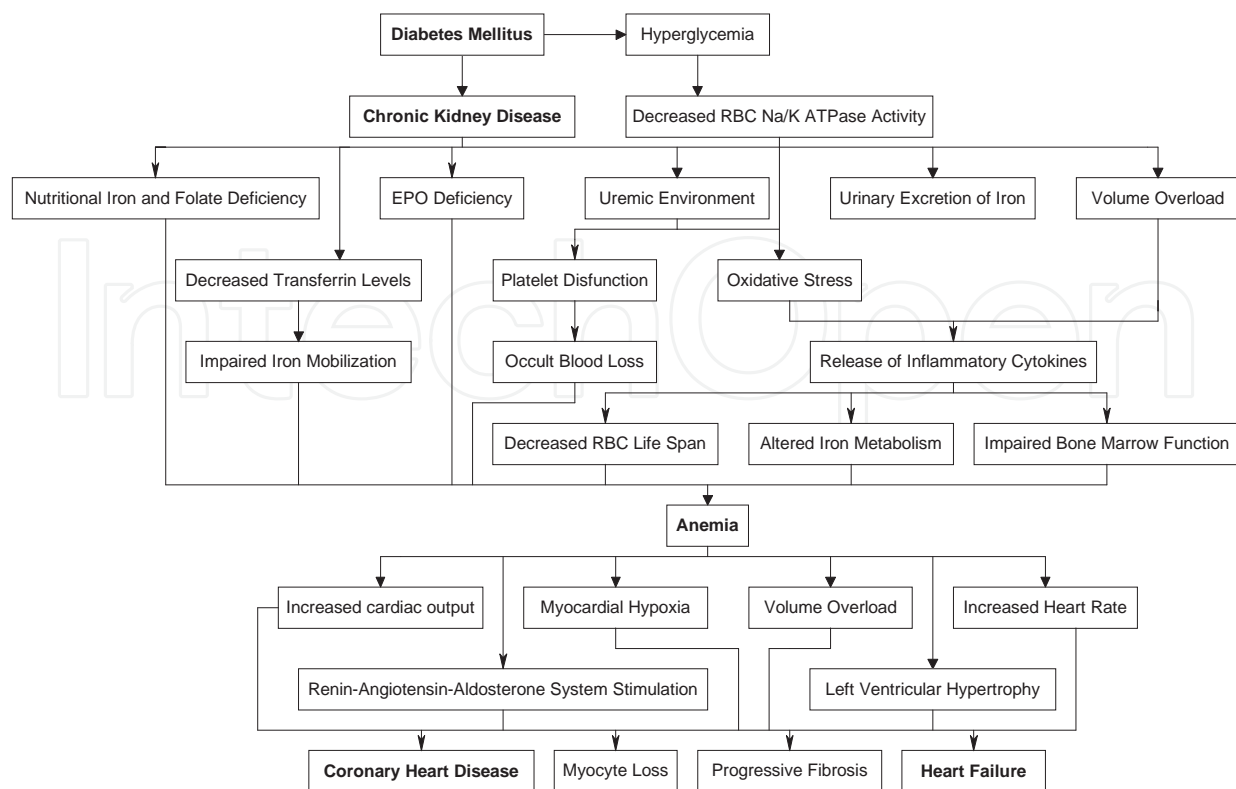 Diabetes Mellitus
Hyperglycemia
Chronic Kidney Disease
Decreased RBC Na/K ATPase Activity
Nutritional Iron and Folate Deficiency
EPO Deficiency
Uremic Environment
Urinary Excretion of Iron
Volume Overload
Decreased Transferrin Levels
Platelet Disfunction
Oxidative Stress
IntechOpen
Impaired Iron Mobilization
Occult Blood Loss
Release of Inflammatory Cytokines
Decreased RBC Life Span
Altered Iron Metabolism
Impaired Bone Marrow Function
Anemia
Increased cardiac output
Myocardial Hypoxia
Volume Overload
Increased Heart Rate
Renin-Angiotensin-Aldosterone System Stimulation
Left Ventricular Hypertrophy
Coronary Heart Disease
Myocyte Loss
Progressive Fibrosis
Heart Failure